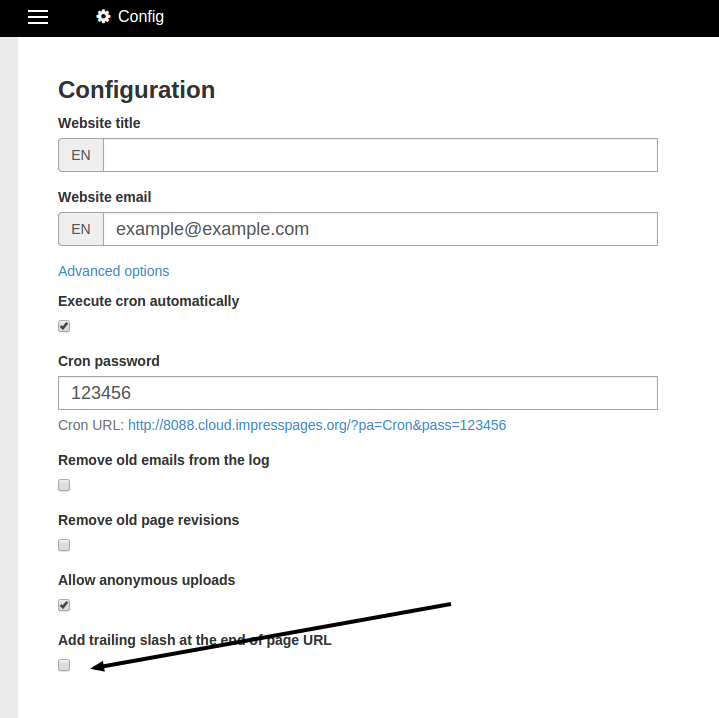 Config
Configuration
Website title
EN
Website email
EN example@example.com
Advanced options
Execute cron automatically
Cron password
123456
Cron URL: http://8088.cloud.impresspages.org/?pa=Cron&pass=123456
Remove old emails from the log
Remove old page revisions
Allow anonymous uploads
Add trailing slash at the end of page URL